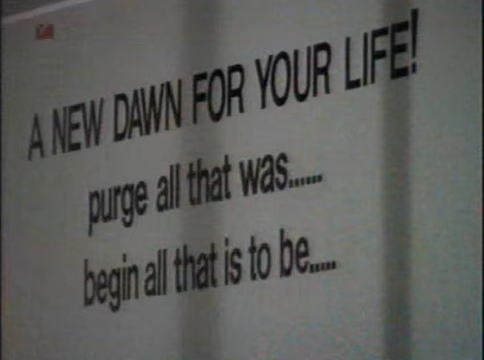 A NEW DAWN FOR YOUR LIFE!
purge all that was.....
begin all that is to be.....